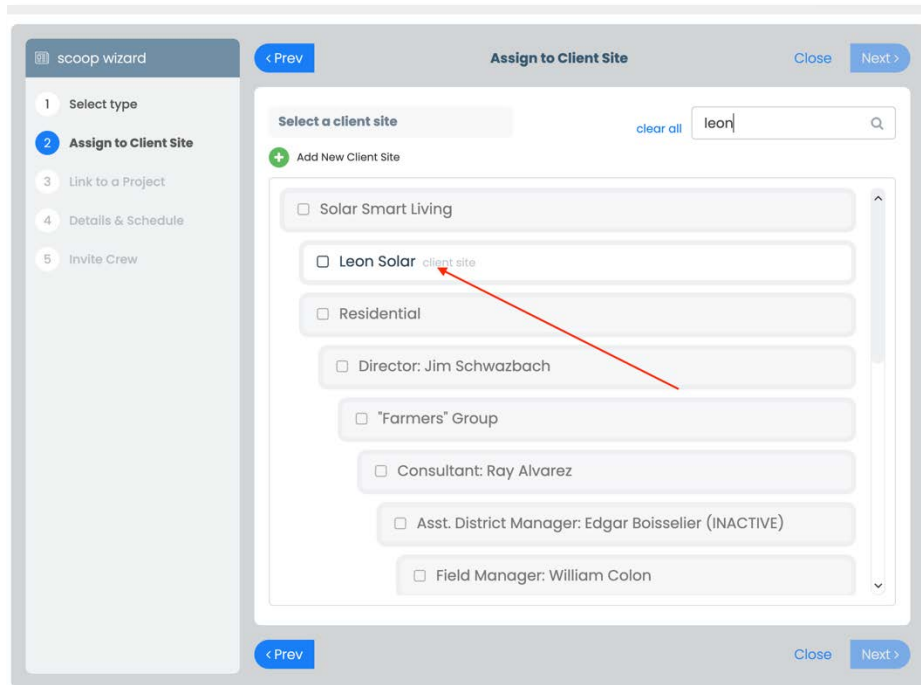 scoop wizard
1 Select type
2 Assign to Client Site
3 Link to a Project
4 Details & Schedule
5 Invite Crew
< Prev Assign to Client Site Close Next >
Select a client site clear all leon
Add New Client Site
Solar Smart Living
Leon Solar client site
Residential
Director: Jim Schwazbach
"Farmers" Group
Consultant: Ray Alvarez
Asst. District Manager: Edgar Boisselier (INACTIVE)
Field Manager: William Colon
< Prev Close Next >